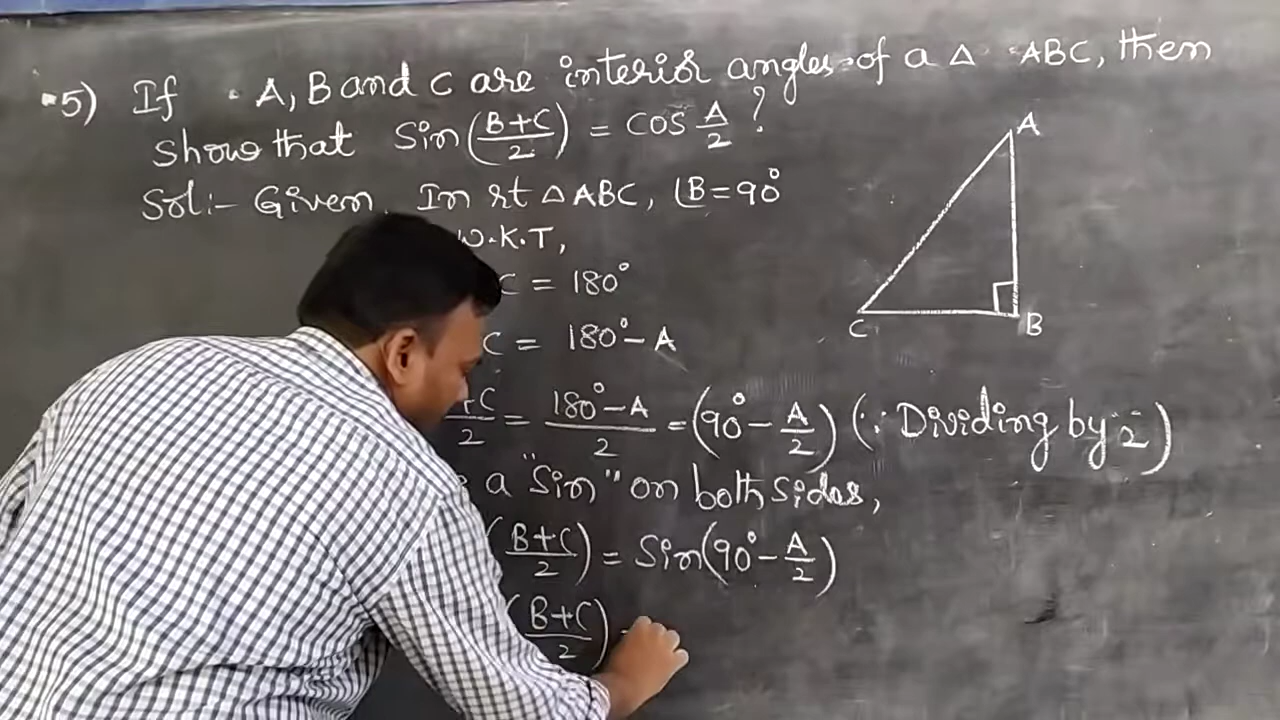 5) If A, B and C are interior angles of a △ ABC, then
Show that Sin(B+C/2) = cos A/2 ?
Sol:- Given In rt △ ABC, ∠B = 90°
W.K.T,
C = 180°
C = 180° - A
+C/2 = 180° - A/2 = (90° - A/2) (∵ Dividing by 2)
a "Sin" on both sides,
(B+C/2) = Sin(90° - A/2)
(B+C/2)
A
C
B